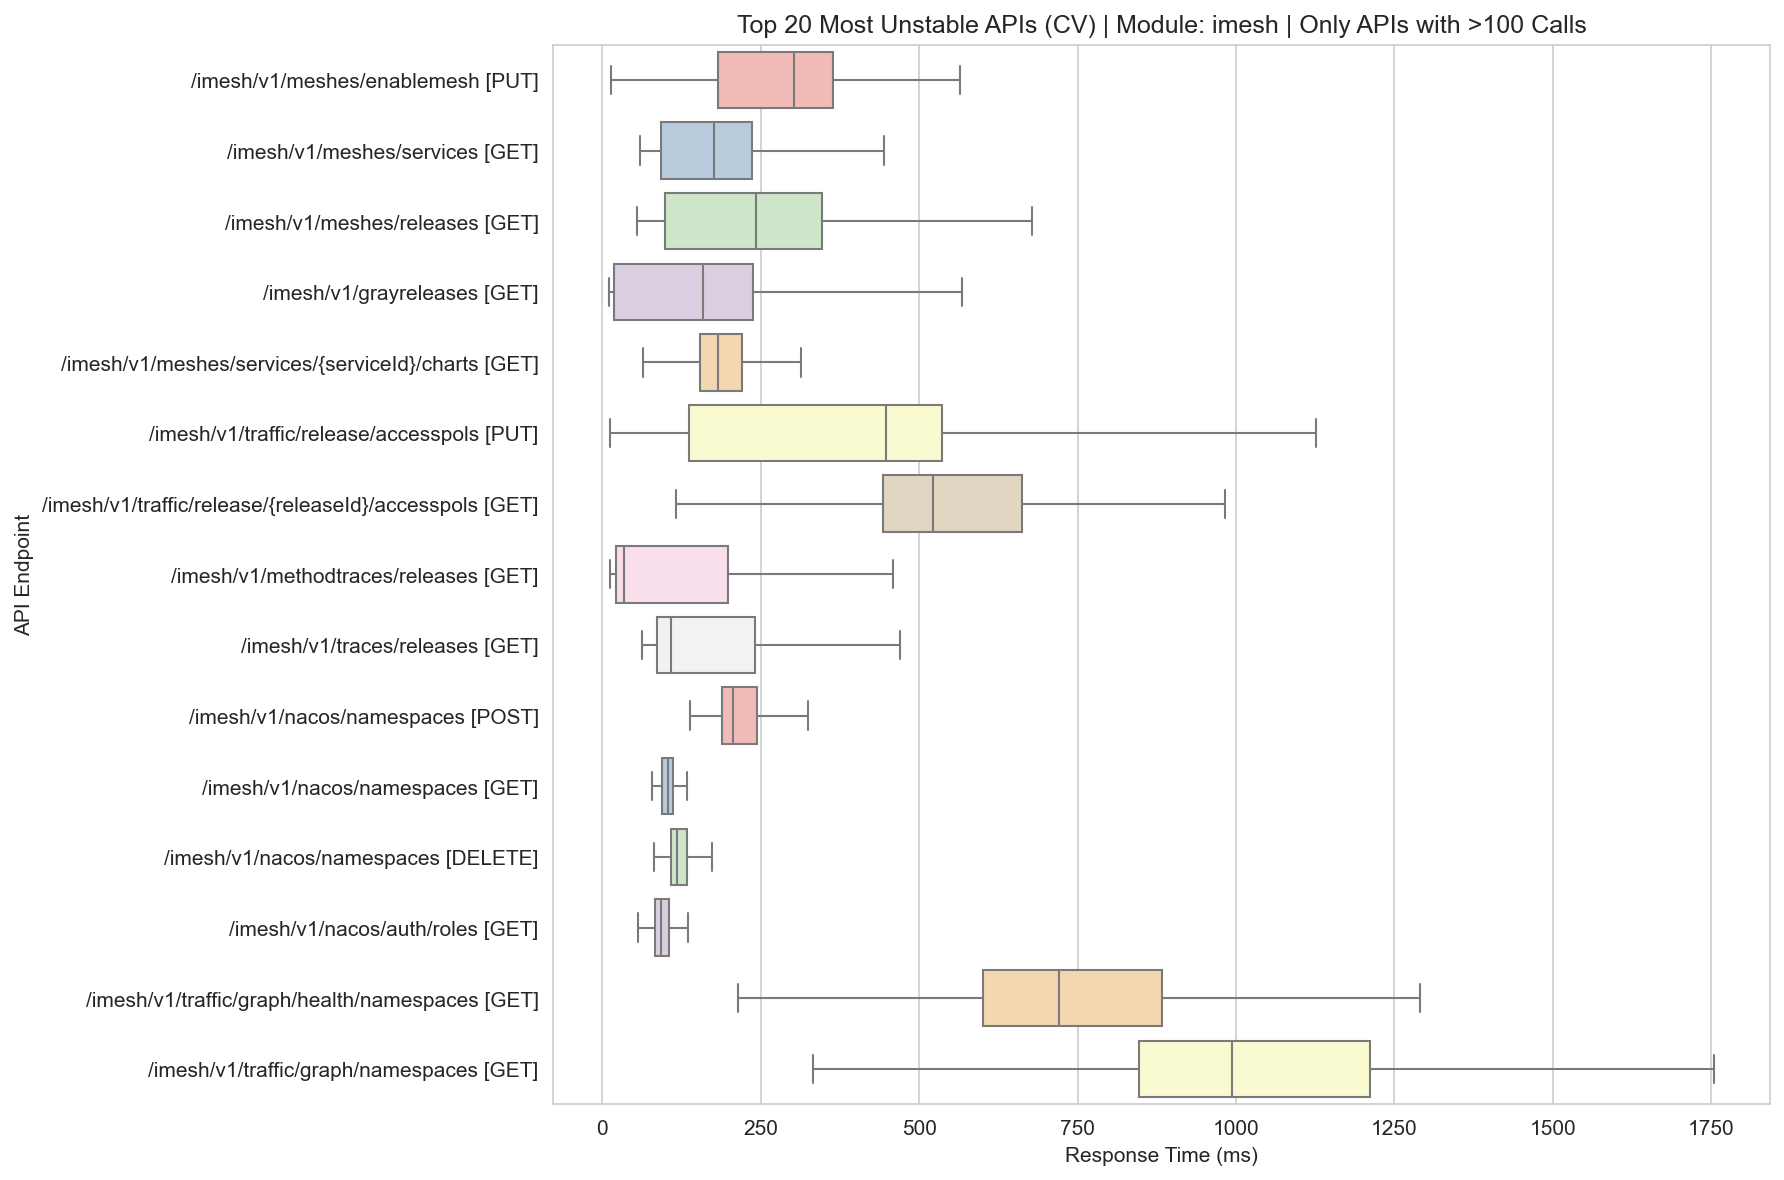 Top 20 Most Unstable APIs (CV) | Module: imesh | Only APIs with >100 Calls
API Endpoint
/imesh/v1/meshes/enablemesh [PUT]
/imesh/v1/meshes/services [GET]
/imesh/v1/meshes/releases [GET]
/imesh/v1/grayreleases [GET]
/imesh/v1/meshes/services/{serviceId}/charts [GET]
/imesh/v1/traffic/release/accesspols [PUT]
/imesh/v1/traffic/release/{releaseId}/accesspols [GET]
/imesh/v1/methodtraces/releases [GET]
/imesh/v1/traces/releases [GET]
/imesh/v1/nacos/namespaces [POST]
/imesh/v1/nacos/namespaces [GET]
/imesh/v1/nacos/namespaces [DELETE]
/imesh/v1/nacos/auth/roles [GET]
/imesh/v1/traffic/graph/health/namespaces [GET]
/imesh/v1/traffic/graph/namespaces [GET]
0 250 500 750 1000 1250 1500 1750
Response Time (ms)